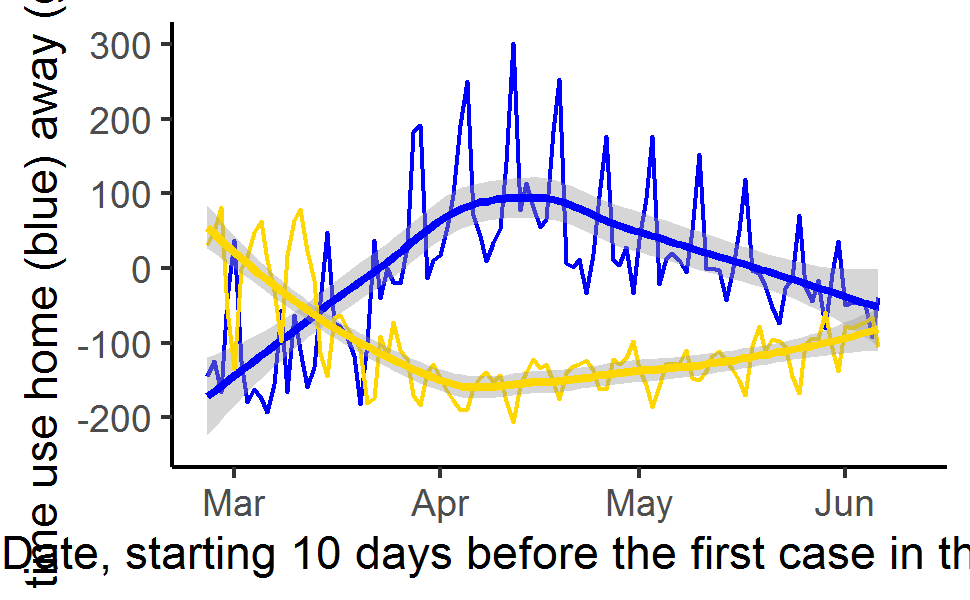 time use home (blue) away (
300
200
100
0
-100
-200
Mar Apr May Jun
Date, starting 10 days before the first case in th